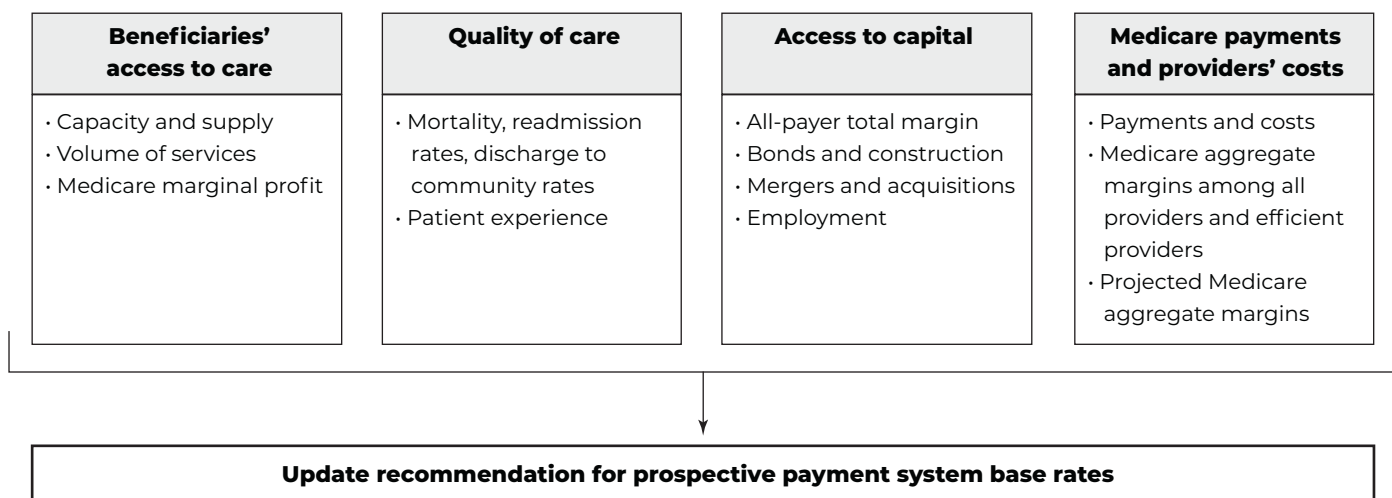 Beneficiaries’
access to care
· Capacity and supply
· Volume of services
· Medicare marginal profit
Quality of care
· Mortality, readmission
rates, discharge to
community rates
· Patient experience
Access to capital
· All-payer total margin
· Bonds and construction
· Mergers and acquisitions
· Employment
Medicare payments
and providers’ costs
· Payments and costs
· Medicare aggregate
margins among all
providers and efficient
providers
· Projected Medicare
aggregate margins
Update recommendation for prospective payment system base rates